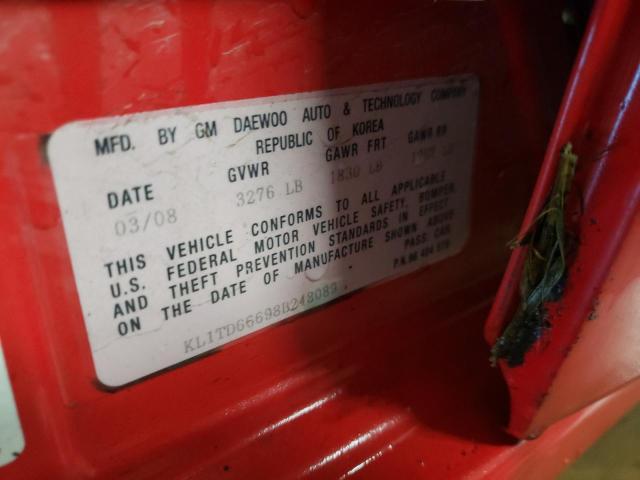 MFD. BY GM DAEWOO AUTO & TECHNOLOGY COMPANY
REPUBLIC OF KOREA
DATE GVWR GAWR FRT GAWR RR
03/08 3276 LB 1830 LB LB
THIS VEHICLE CONFORMS TO ALL APPLICABLE
U.S. FEDERAL MOTOR VEHICLE SAFETY, BUMPER,
AND THEFT PREVENTION STANDARDS IN EFFECT
ON THE DATE OF MANUFACTURE SHOWN ABOVE
PASS. CAR
KL1TD66698B248089 P.N.